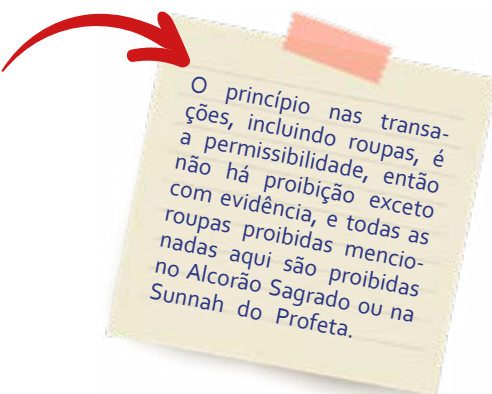 O princípio nas transa-
ções, incluindo roupas, é
a permissibilidade, então
não há proibição exceto
com evidência, e todas as
roupas proibidas mencio-
nadas aqui são proibidas
no Alcorão Sagrado ou na
Sunnah do Profeta.